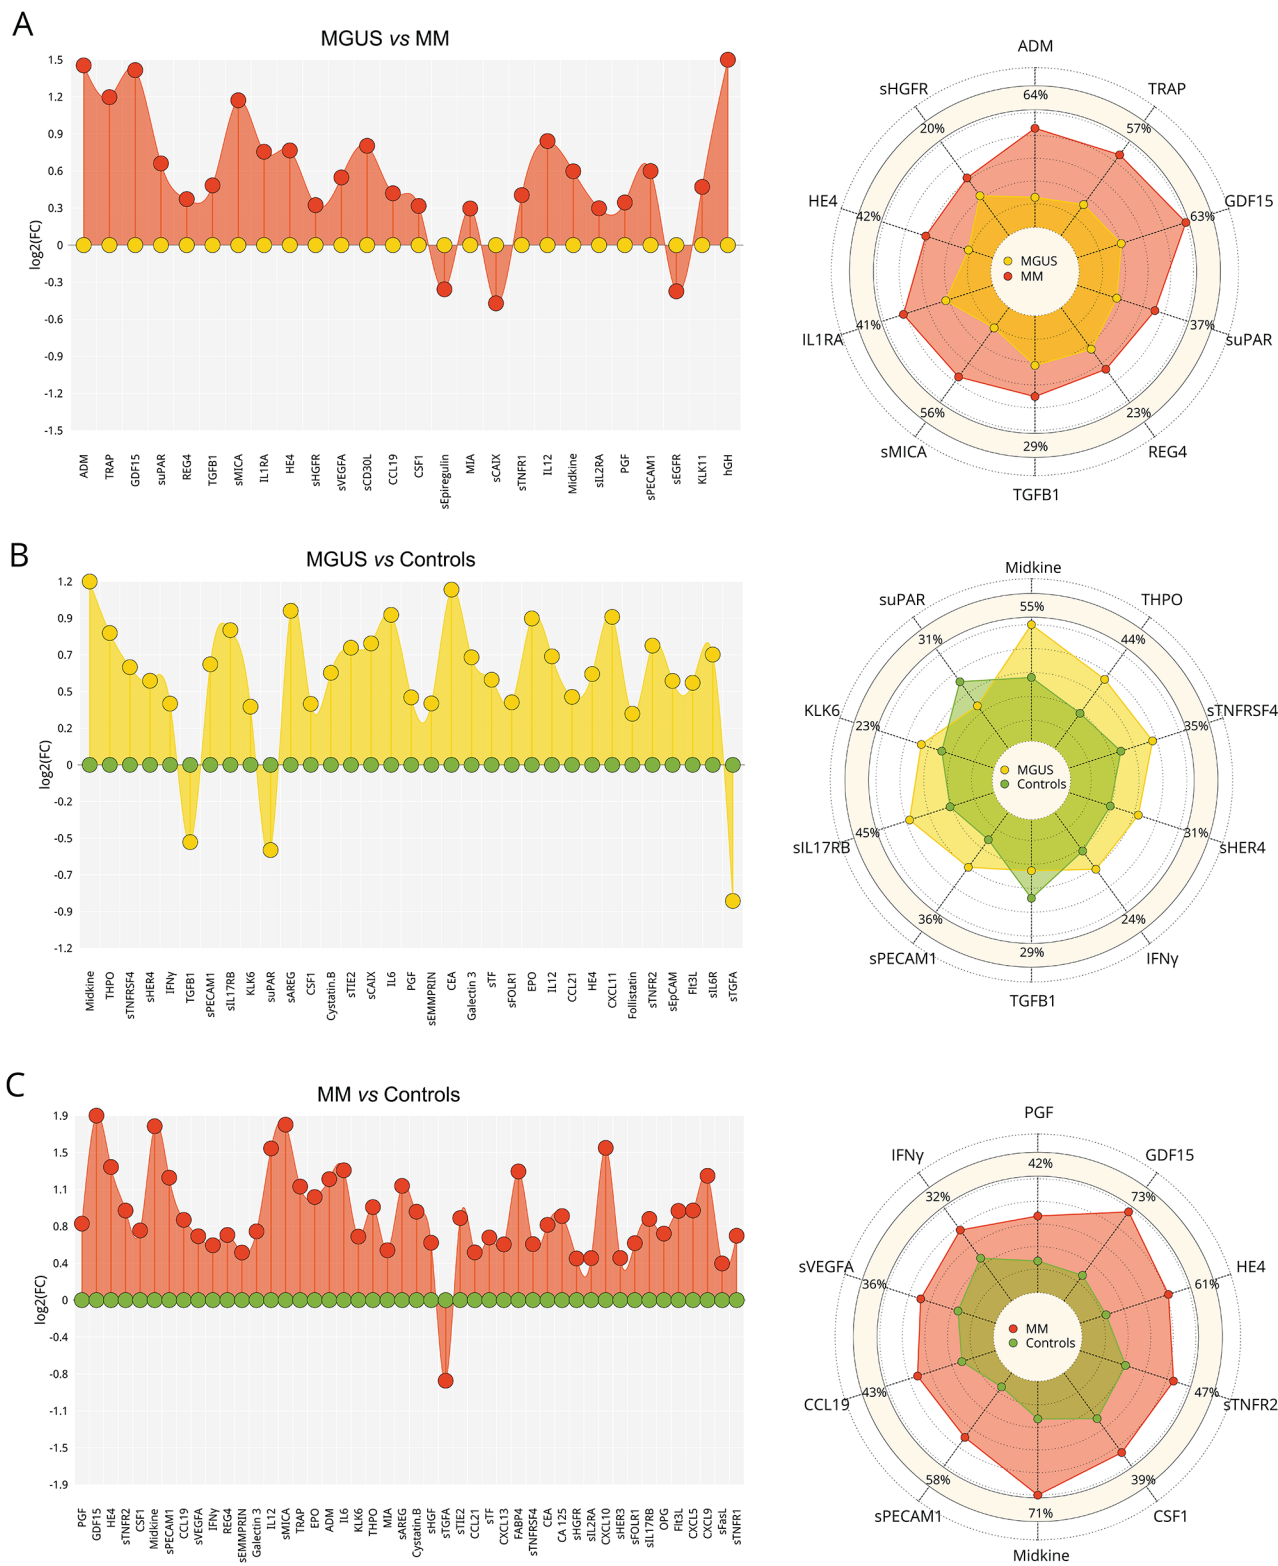 A
MGUS vs MM
log2(FC)
1.5
1.2
0.9
0.6
0.3
0
-0.3
-0.6
-0.9
-1.2
-1.5
ADM
TRAP
GDF15
suPAR
REG4
TGFB1
sMICA
IL1RA
HE4
sHGFR
sVEGFA
sCD30L
CCL19
CSF1
sEpiregulin
MIA
sCAIX
sTNFR1
IL12
Midkine
sIL2RA
PGF
sPECAM1
sEGFR
KLK11
hGH
ADM
TRAP
GDF15
suPAR
REG4
TGFB1
sMICA
IL1RA
HE4
sHGFR
64%
57%
63%
37%
23%
29%
56%
41%
42%
20%
MGUS
MM
B
MGUS vs Controls
log2(FC)
1.2
0.9
0.7
0.5
0.2
0
-0.2
-0.5
-0.7
-0.9
-1.2
Midkine
THPO
sTNFRSF4
sHER4
IFNγ
TGFB1
sPECAM1
sIL17RB
KLK6
suPAR
sAREG
CSF1
Cystatin.B
sTIE2
sCAIX
IL6
PGF
sEMMPRIN
CEA
Galectin 3
sTF
sFOLR1
EPO
IL12
CCL21
HE4
CXCL11
Follistatin
sTNFR2
sEpCAM
Flt3L
sIL6R
sTGFA
Midkine
THPO
sTNFRSF4
sHER4
IFNγ
TGFB1
sPECAM1
sIL17RB
KLK6
suPAR
55%
44%
35%
31%
24%
29%
36%
45%
23%
31%
MGUS
Controls
C
MM vs Controls
log2(FC)
1.9
1.5
1.1
0.8
0.4
0
-0.4
-0.8
-1.1
-1.5
-1.9
PGF
GDF15
HE4
sTNFR2
CSF1
Midkine
sPECAM1
CCL19
sVEGFA
IFNγ
REG4
sEMMPRIN
Galectin 3
IL12
sMICA
TRAP
EPO
ADM
IL6
KLK6
THPO
MIA
sAREG
Cystatin.B
sHGF
sTGFA
sTIE2
CCL21
sTF
CXCL13
FABP4
sTNFRSF4
CEA
CA 125
sHGFR
sIL2RA
CXCL10
sHER3
sFOLR1
sIL17RB
OPG
Flt3L
CXCL5
CXCL9
sFasL
sTNFR1
PGF
GDF15
HE4
sTNFR2
CSF1
Midkine
sPECAM1
CCL19
sVEGFA
IFNγ
42%
73%
61%
47%
39%
71%
58%
43%
36%
32%
MM
Controls